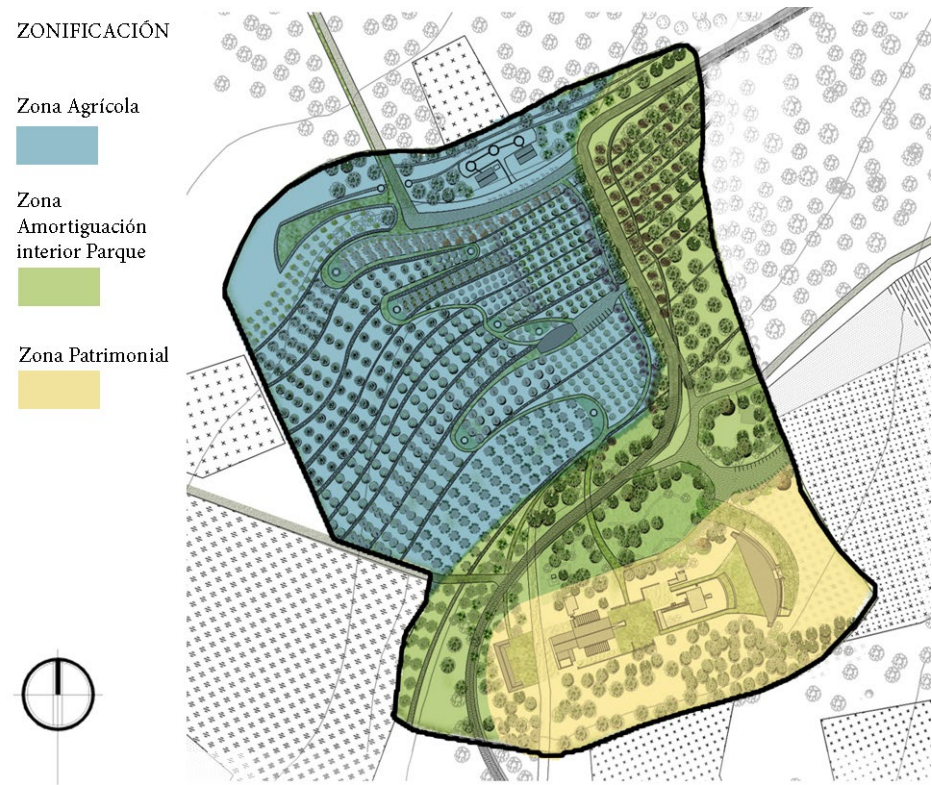 ZONIFICACIÓN
Zona Agrícola
Zona
Amortiguación
interior Parque
Zona Patrimonial